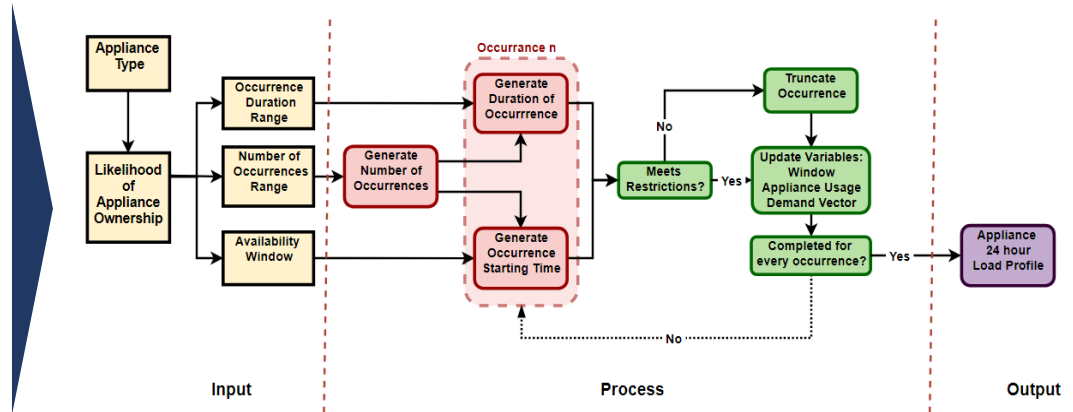 Appliance
Type
Likelihood
of
Appliance
Ownership
Occurrence
Duration
Range
Number of
Occurrences
Range
Availability
Window
Generate
Number of
Occurrences
Occurrance n
Generate
Duration of
Occurrrence
Generate
Occurrence
Starting Time
Meets
Restrictions?
No
Yes
Truncate
Occurrence
Update Variables:
Window
Appliance Usage
Demand Vector
Completed for
every occurrence?
Yes
No
Appliance
24 hour
Load Profile
Input
Process
Output